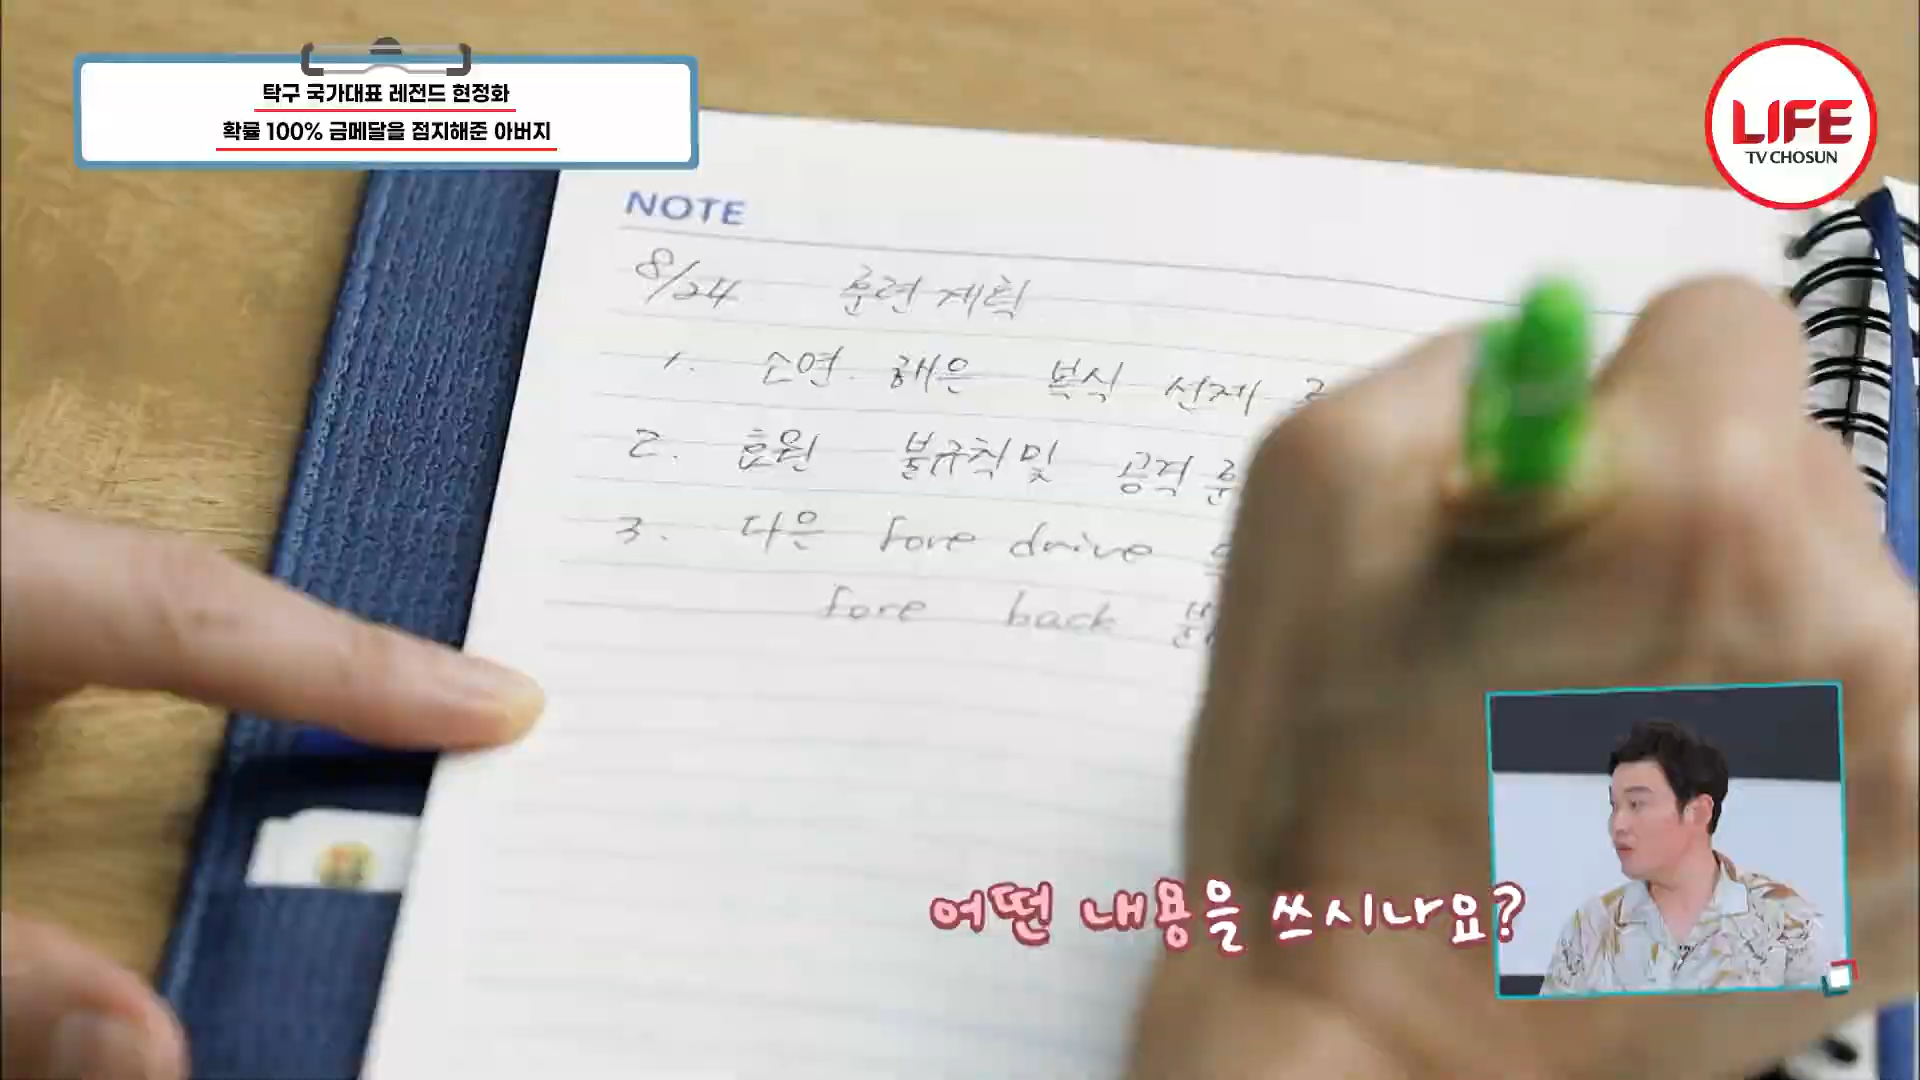 탁구 국가대표 레전드 현정화
확률 100% 금메달을 점지해준 아버지
LIFE
TV CHOSUN
NOTE
8/24 훈련계획
1. 소연. 해은 복식 선제
2. 효원 불규칙 및 공격 훈
3. 다은 fore drive
fore back
어떤 내용을 쓰시나요?